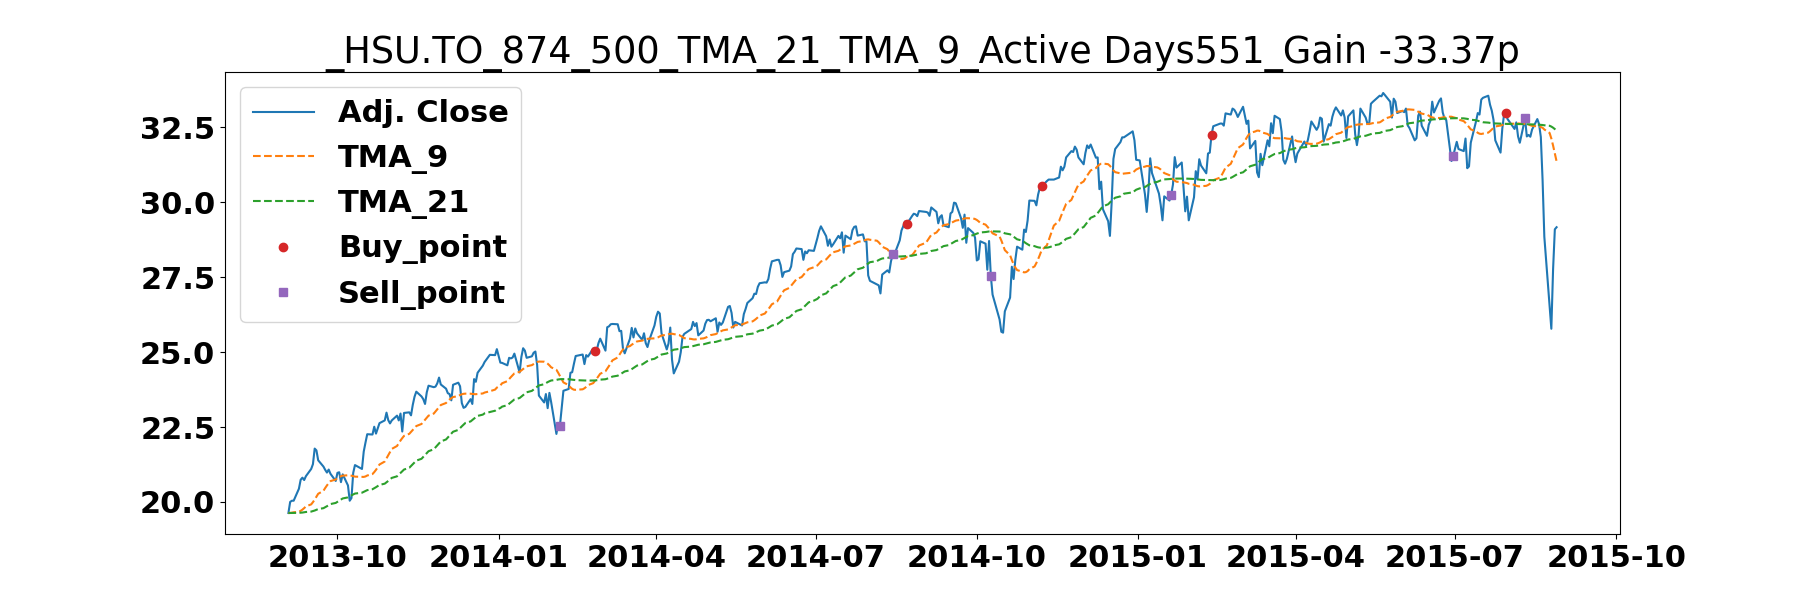 _HSU.TO_874_500_TMA_21_TMA_9_Active Days551_Gain -33.37p
Adj. Close
TMA_9
TMA_21
Buy_point
Sell_point
32.5
30.0
27.5
25.0
22.5
20.0
2013-10 2014-01 2014-04 2014-07 2014-10 2015-01 2015-04 2015-07 2015-10